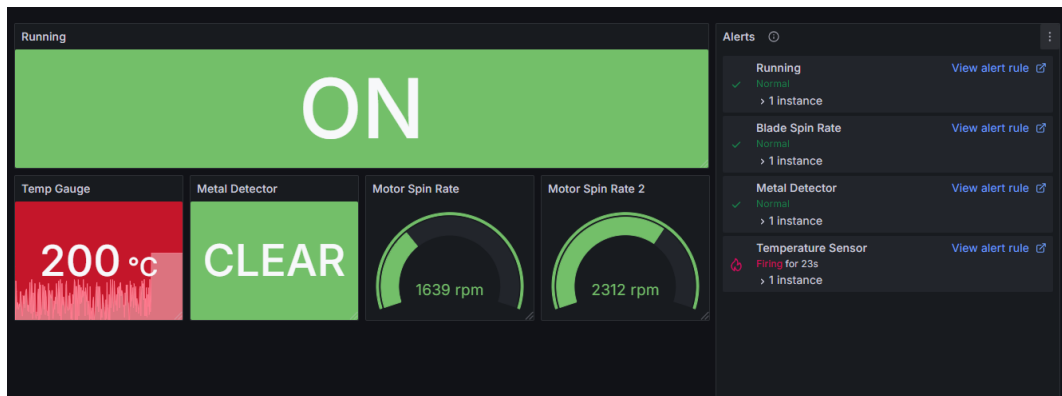 Running
ON
Temp Gauge
200 °C
Metal Detector
CLEAR
Motor Spin Rate
1639 rpm
Motor Spin Rate 2
2312 rpm
Alerts
Running View alert rule
Normal
1 instance
Blade Spin Rate View alert rule
Normal
1 instance
Metal Detector View alert rule
Normal
1 instance
Temperature Sensor View alert rule
Firing for 23s
1 instance